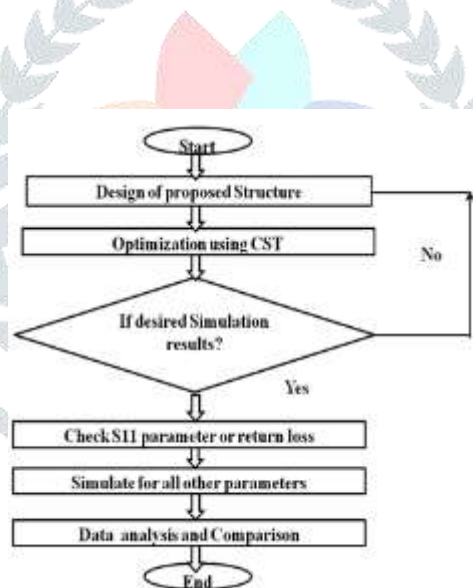 Start
Design of proposed Structure
Optimization using CST
No
If desired Simulation
results?
Yes
Check S11 parameter or return loss
Simulate for all other parameters
Data analysis and Comparison
End